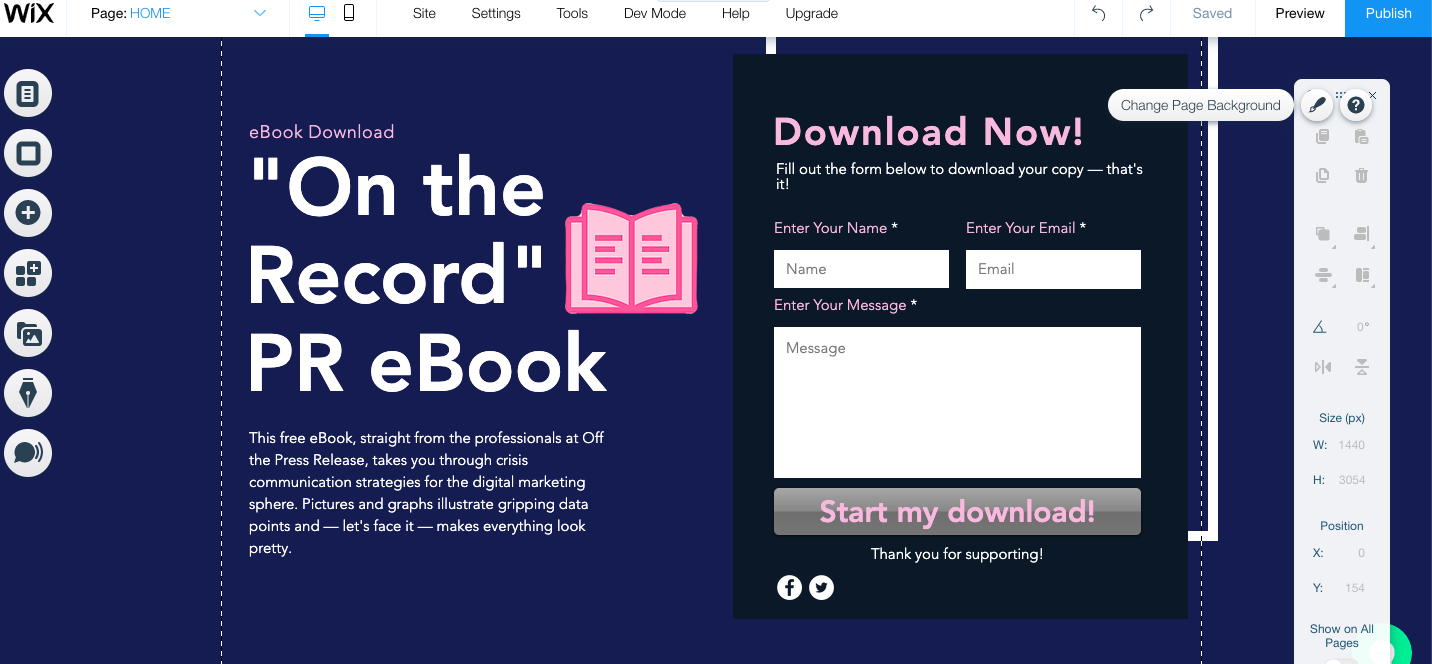 WiX
Page: HOME
Site
Settings
Tools
Dev Mode
Help
Upgrade
Saved
Preview
Publish
Change Page Background
?
eBook Download
"On the
Record"
PR eBook
This free eBook, straight from the professionals at Off
the Press Release, takes you through crisis
communication strategies for the digital marketing
sphere. Pictures and graphs illustrate gripping data
points and — let's face it — makes everything look
pretty.
Download Now!
Fill out the form below to download your copy — that's
it!
Enter Your Name *
Enter Your Email *
Name
Email
Enter Your Message *
Message
Start my download!
Thank you for supporting!
0°
Size (px)
W: 1440
H: 3054
Position
X: 0
Y: 154
Show on All
Pages